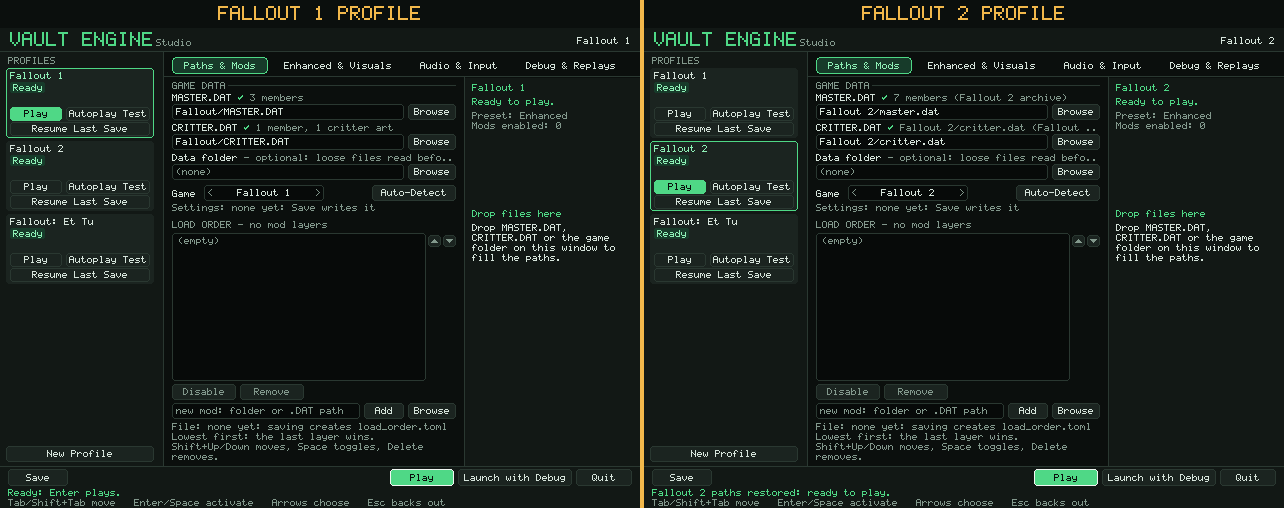 FALLOUT 1 PROFILE
VAULT ENGINE Studio
Fallout 1
PROFILES
Fallout 1
Ready
Play
Autoplay Test
Resume Last Save
Fallout 2
Ready
Play
Autoplay Test
Resume Last Save
Fallout: Et Tu
Ready
Play
Autoplay Test
Resume Last Save
New Profile
Paths & Mods
Enhanced & Visuals
Audio & Input
Debug & Replays
GAME DATA
MASTER.DAT ✔ 3 members
Fallout/MASTER.DAT
Browse
CRITTER.DAT ✔ 1 member, 1 critter art
Fallout/CRITTER.DAT
Browse
Data folder - optional: loose files read befo..
(none)
Browse
Game
< Fallout 1 >
Auto-Detect
Settings: none yet: Save writes it
LOAD ORDER - no mod layers
(empty)
Disable
Remove
new mod: folder or .DAT path
Add
Browse
File: none yet: saving creates load_order.toml
Lowest first: the last layer wins.
Shift+Up/Down moves, Space toggles, Delete
removes.
Fallout 1
Ready to play.
Preset: Enhanced
Mods enabled: 0
Drop files here
Drop MASTER.DAT,
CRITTER.DAT or the game
folder on this window to
fill the paths.
Save
Play
Launch with Debug
Quit
Ready: Enter plays.
Tab/Shift+Tab move Enter/Space activate Arrows choose Esc backs out
FALLOUT 2 PROFILE
VAULT ENGINE Studio
Fallout 2
PROFILES
Fallout 1
Ready
Play
Autoplay Test
Resume Last Save
Fallout 2
Ready
Play
Autoplay Test
Resume Last Save
Fallout: Et Tu
Ready
Play
Autoplay Test
Resume Last Save
New Profile
Paths & Mods
Enhanced & Visuals
Audio & Input
Debug & Replays
GAME DATA
MASTER.DAT ✔ 7 members (Fallout 2 archive)
Fallout 2/master.dat
Browse
CRITTER.DAT ✔ Fallout 2/critter.dat (Fallout ..
Fallout 2/critter.dat
Browse
Data folder - optional: loose files read befo..
(none)
Browse
Game
< Fallout 2 >
Auto-Detect
Settings: none yet: Save writes it
LOAD ORDER - no mod layers
(empty)
Disable
Remove
new mod: folder or .DAT path
Add
Browse
File: none yet: saving creates load_order.toml
Lowest first: the last layer wins.
Shift+Up/Down moves, Space toggles, Delete
removes.
Fallout 2
Ready to play.
Preset: Enhanced
Mods enabled: 0
Drop files here
Drop MASTER.DAT,
CRITTER.DAT or the game
folder on this window to
fill the paths.
Save
Play
Launch with Debug
Quit
Fallout 2 paths restored: ready to play.
Tab/Shift+Tab move Enter/Space activate Arrows choose Esc backs out